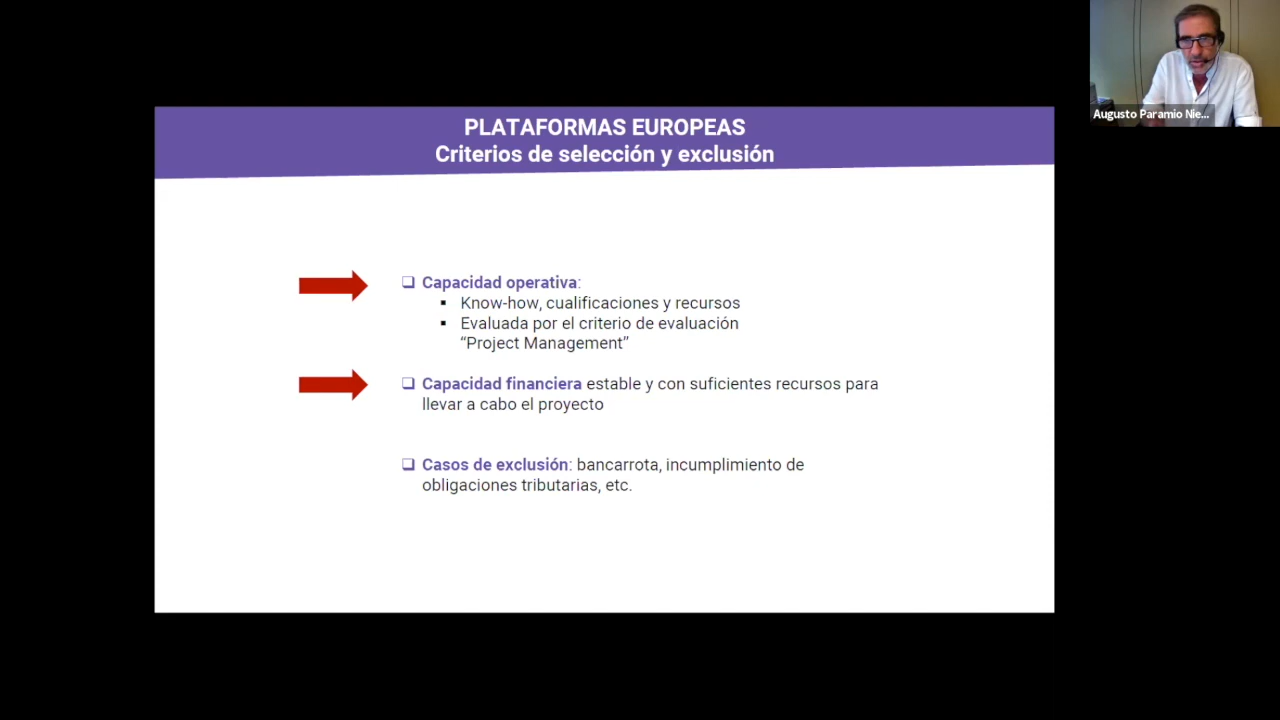 PLATAFORMAS EUROPEAS
Criterios de selección y exclusión
Capacidad operativa:
Know-how, cualificaciones y recursos
Evaluada por el criterio de evaluación
“Project Management”
Capacidad financiera estable y con suficientes recursos para
llevar a cabo el proyecto
Casos de exclusión: bancarrota, incumplimiento de
obligaciones tributarias, etc.
Augusto Paramio Nie...